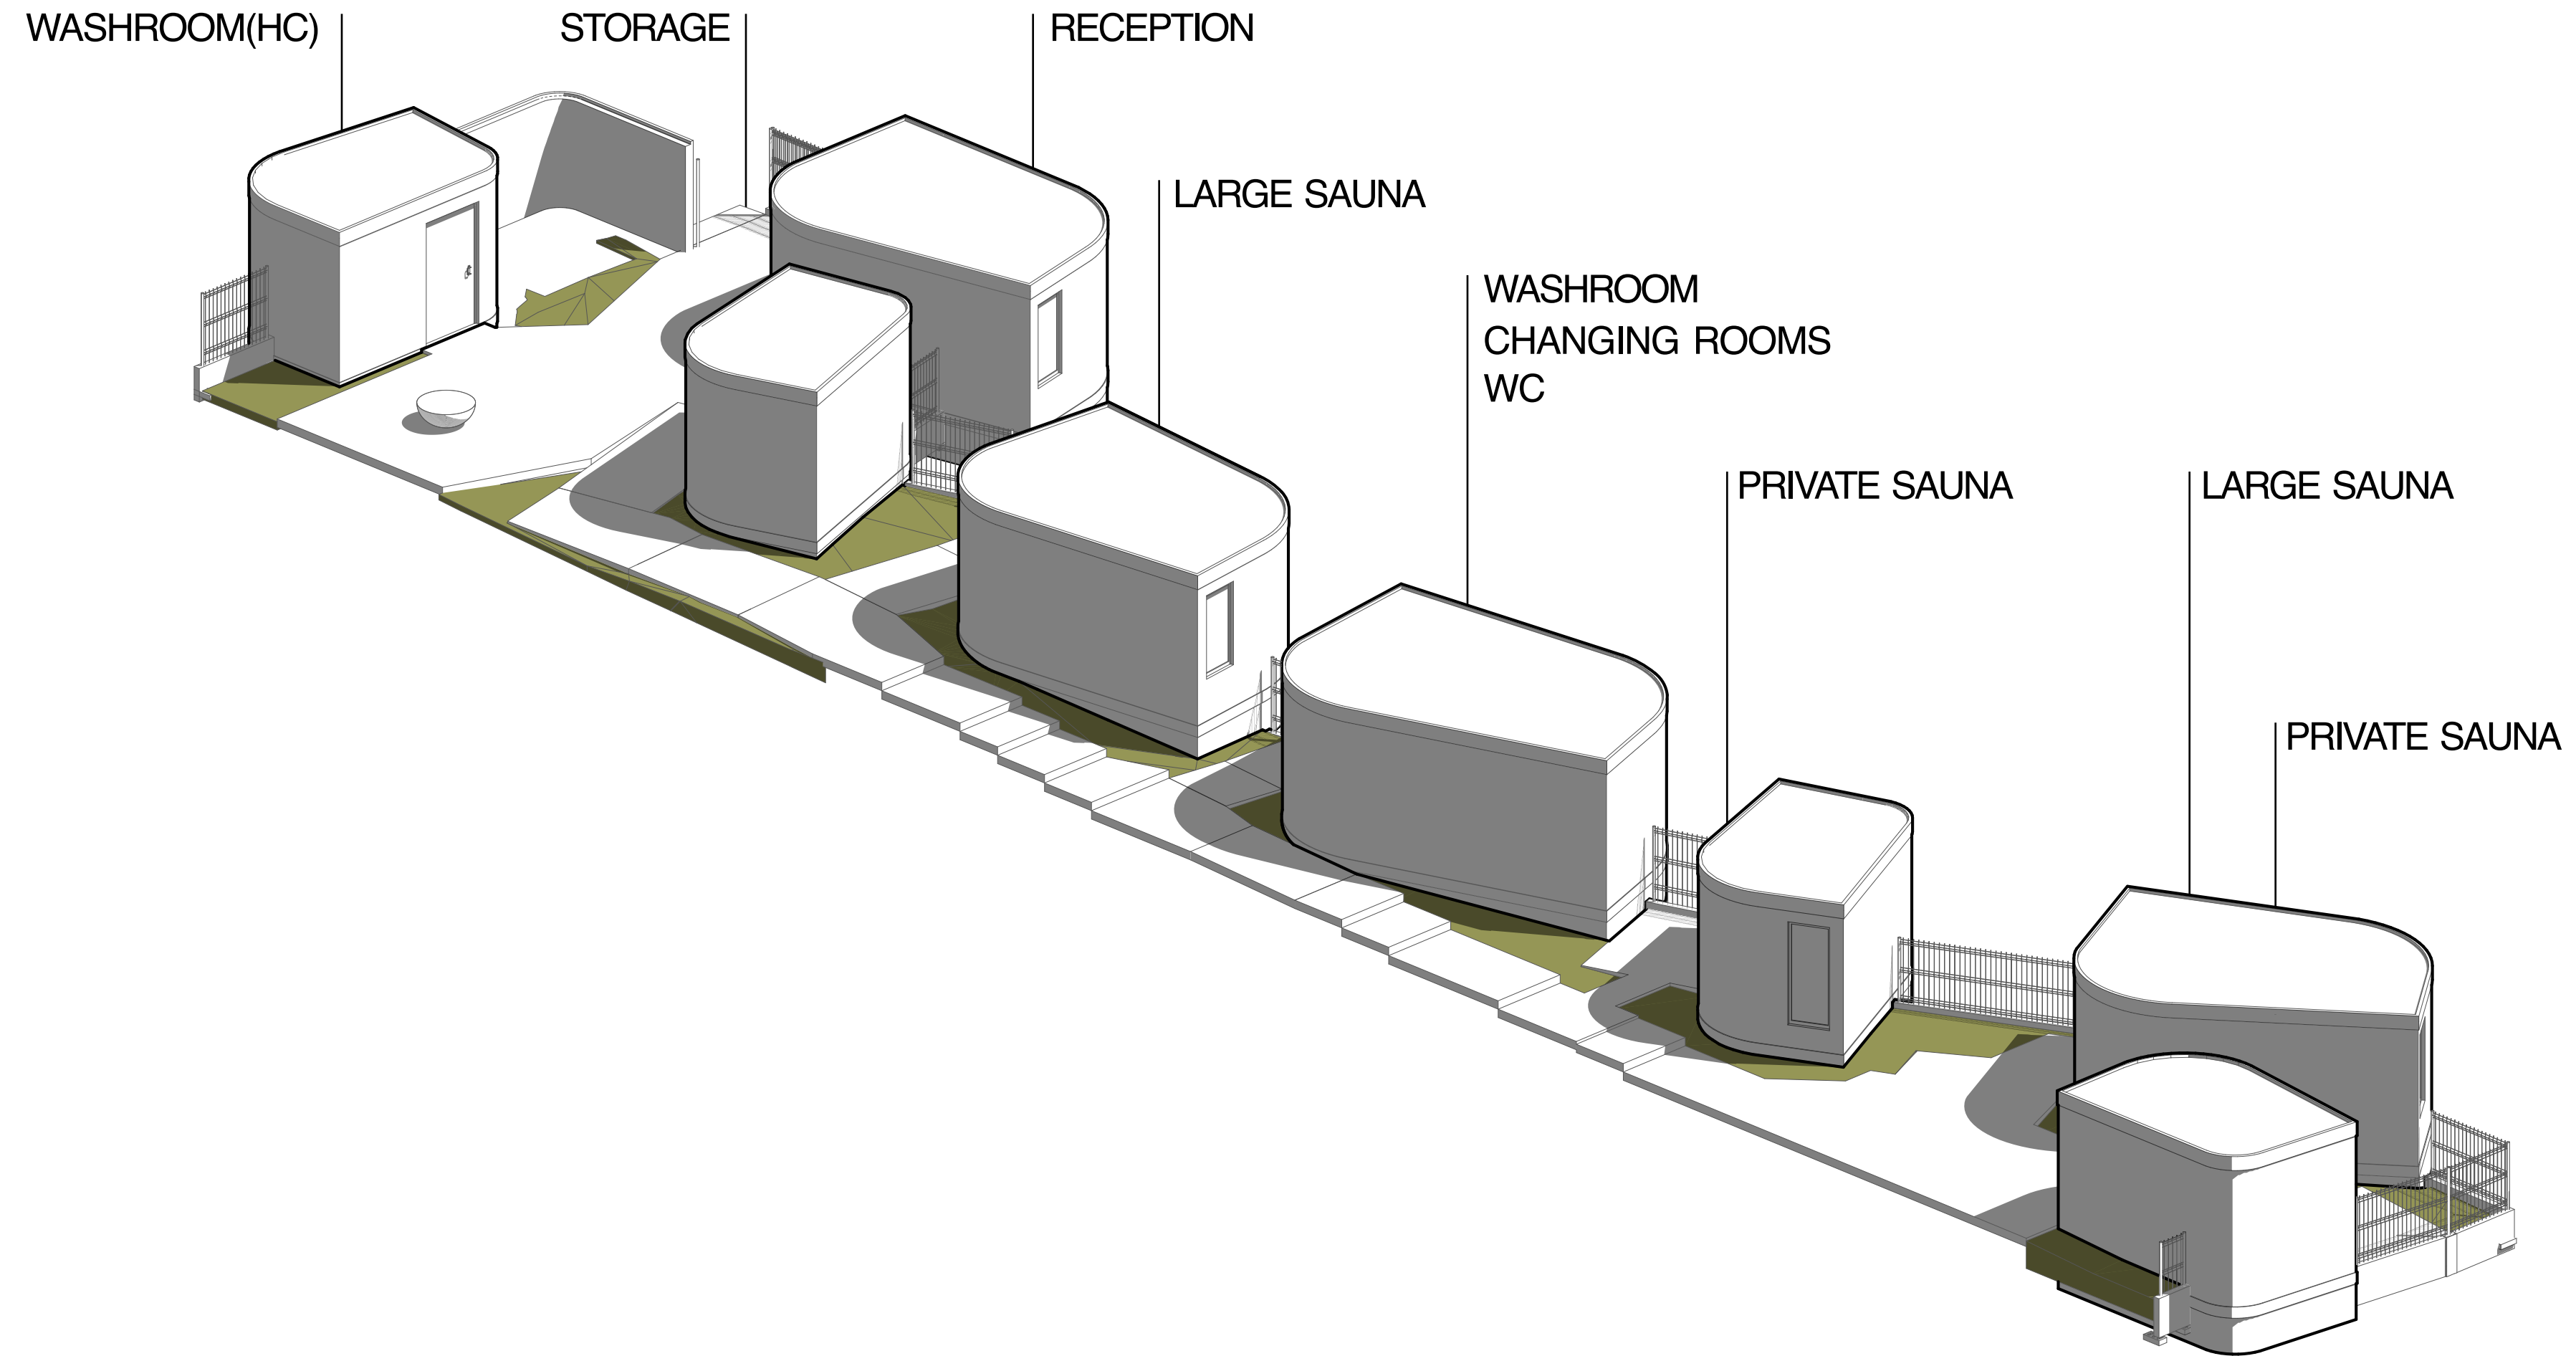 WASHROOM(HC)
STORAGE
RECEPTION
LARGE SAUNA
WASHROOM
CHANGING ROOMS
WC
PRIVATE SAUNA
LARGE SAUNA
PRIVATE SAUNA